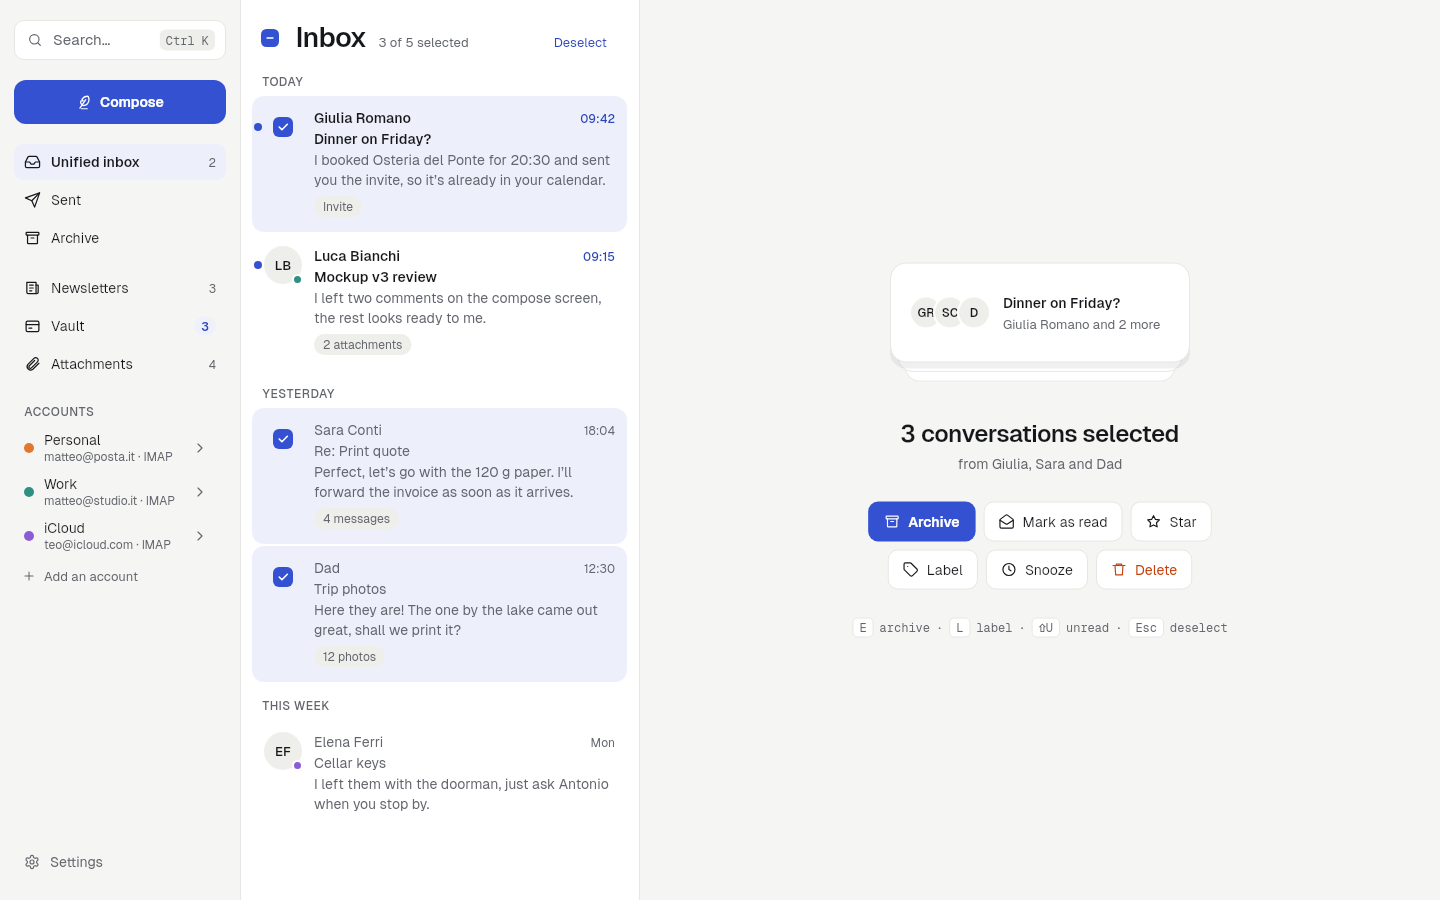 Search...
Ctrl K
Compose
Unified inbox 2
Sent
Archive
Newsletters 3
Vault 3
Attachments 4
ACCOUNTS
Personal
matteo@posta.it · IMAP
Work
matteo@studio.it · IMAP
iCloud
teo@icloud.com · IMAP
Add an account
Settings
Inbox 3 of 5 selected Deselect
TODAY
Giulia Romano 09:42
Dinner on Friday?
I booked Osteria del Ponte for 20:30 and sent
you the invite, so it’s already in your calendar.
Invite
LB
Luca Bianchi 09:15
Mockup v3 review
I left two comments on the compose screen,
the rest looks ready to me.
2 attachments
YESTERDAY
Sara Conti 18:04
Re: Print quote
Perfect, let’s go with the 120 g paper. I’ll
forward the invoice as soon as it arrives.
4 messages
Dad 12:30
Trip photos
Here they are! The one by the lake came out
great, shall we print it?
12 photos
THIS WEEK
EF
Elena Ferri Mon
Cellar keys
I left them with the doorman, just ask Antonio
when you stop by.
GR SC D
Dinner on Friday?
Giulia Romano and 2 more
3 conversations selected
from Giulia, Sara and Dad
Archive Mark as read Star
Label Snooze Delete
E archive · L label · ⇧U unread · Esc deselect